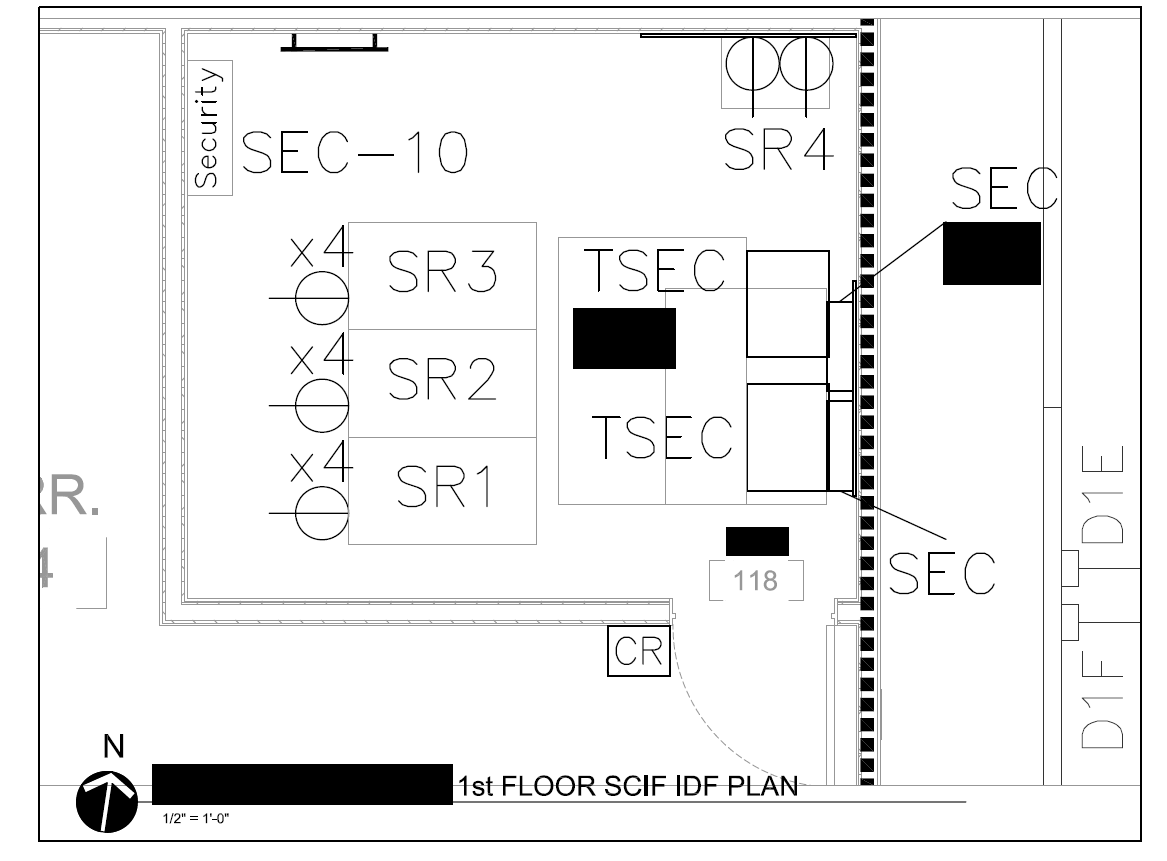 Security
SEC-10
SR4
SEC
x4
SR3
TSEC
x4
SR2
TSEC
x4
SR1
RR.
4
118
SEC
D1E
CR
D1F
N
1st FLOOR SCIF IDF PLAN
1/2" = 1'-0"